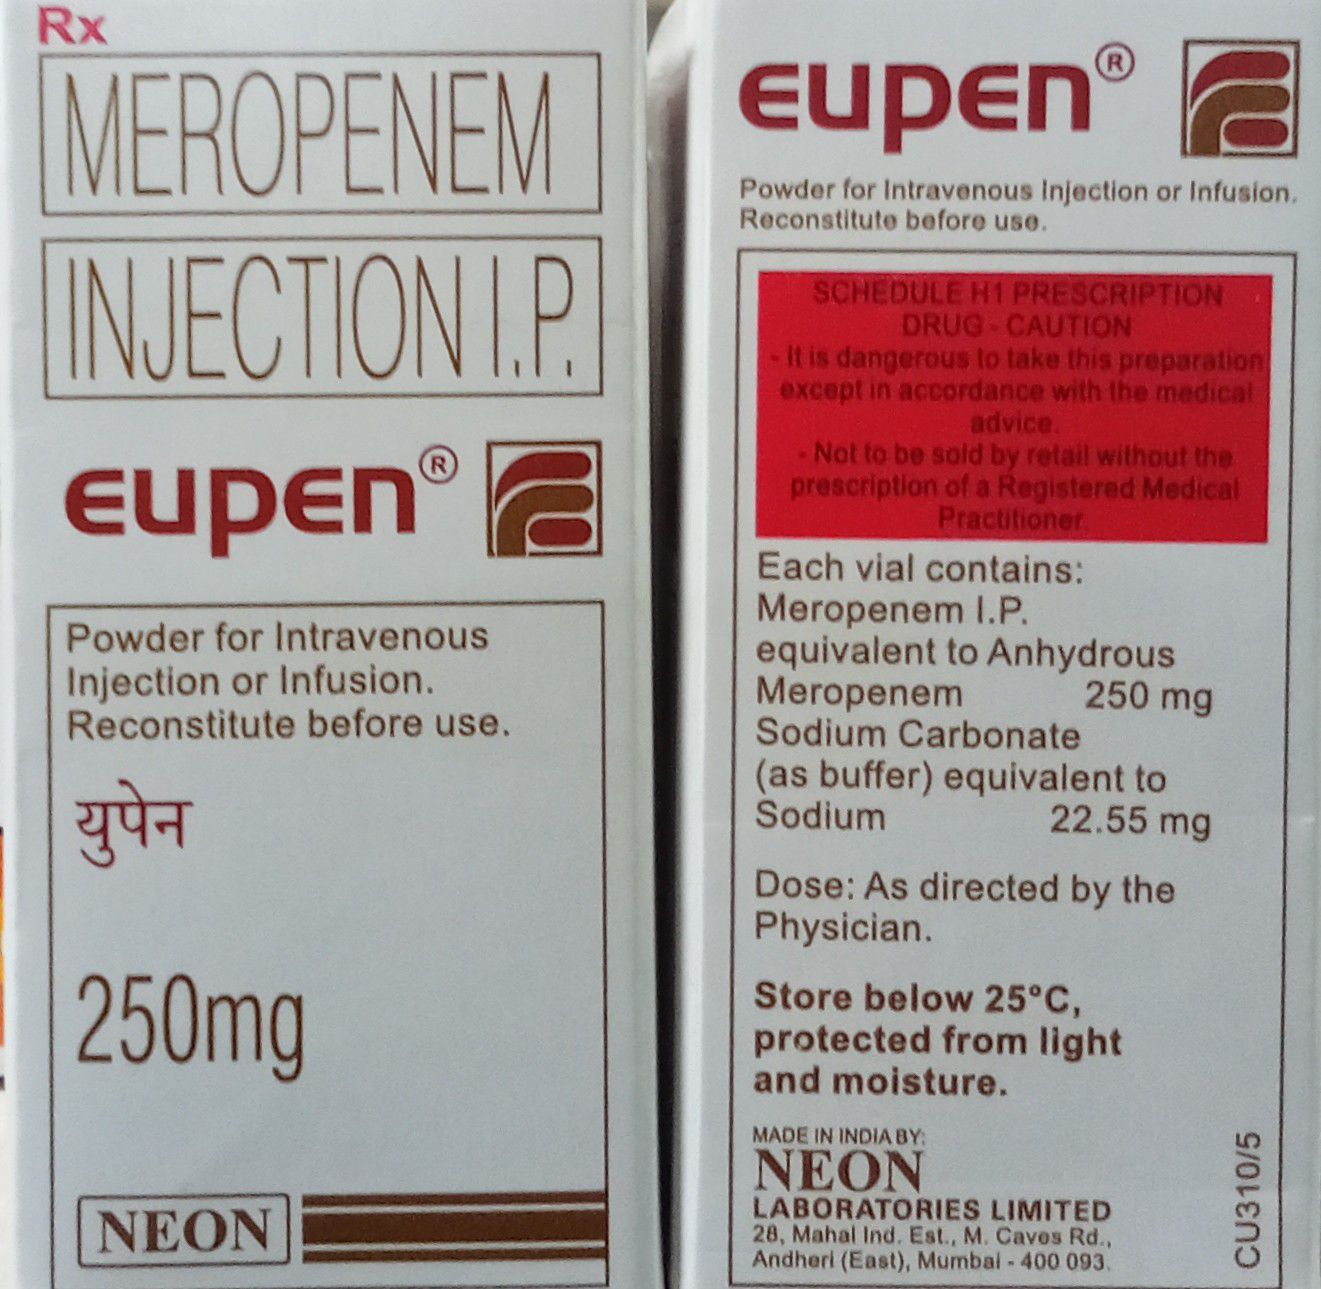 Rx
MEROPENEM
INJECTION I.P.
EUPEN®
Powder for Intravenous
Injection or Infusion.
Reconstitute before use.
युपेन
250mg
NEON
EUPEN®
Powder for Intravenous Injection or Infusion.
Reconstitute before use.
SCHEDULE H1 PRESCRIPTION
DRUG - CAUTION
- It is dangerous to take this preparation
except in accordance with the medical
advice.
- Not to be sold by retail without the
prescription of a Registered Medical
Practitioner.
Each vial contains:
Meropenem I.P.
equivalent to Anhydrous
Meropenem 250 mg
Sodium Carbonate
(as buffer) equivalent to
Sodium 22.55 mg
Dose: As directed by the
Physician.
Store below 25°C,
protected from light
and moisture.
MADE IN INDIA BY:
NEON
LABORATORIES LIMITED
28, Mahal Ind. Est., M. Caves Rd.,
Andheri (East), Mumbai - 400 093.
CU310/5